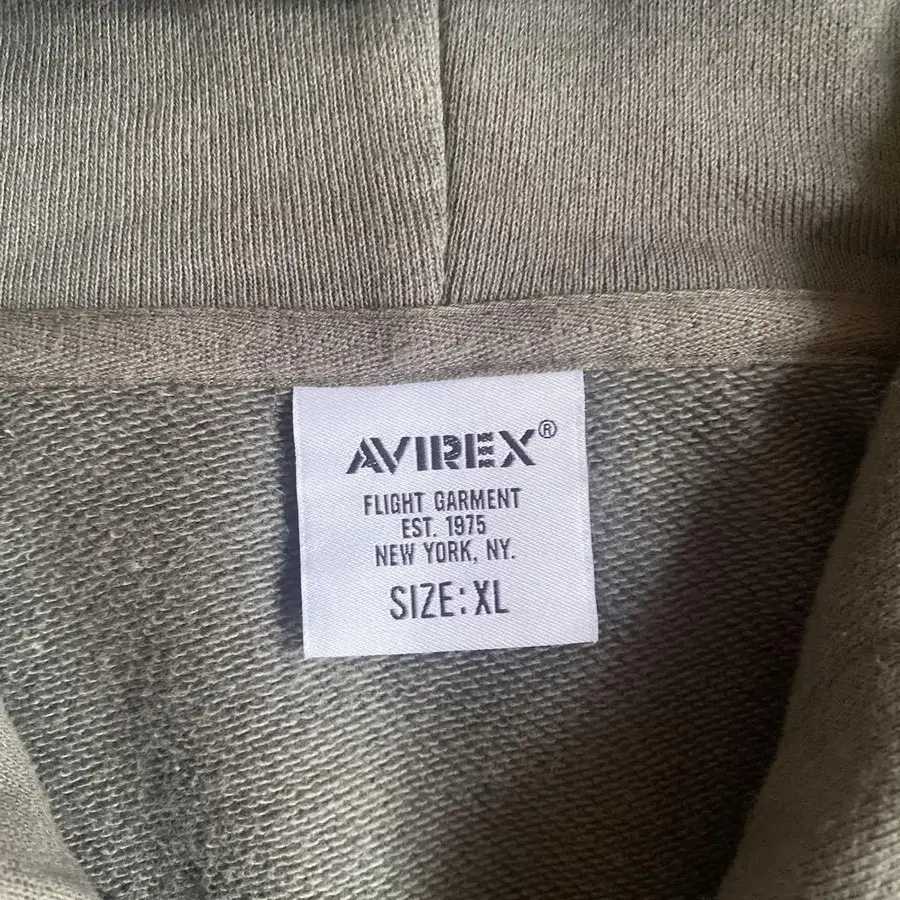 AVIREX®
FLIGHT GARMENT
EST. 1975
NEW YORK, NY.
SIZE: XL